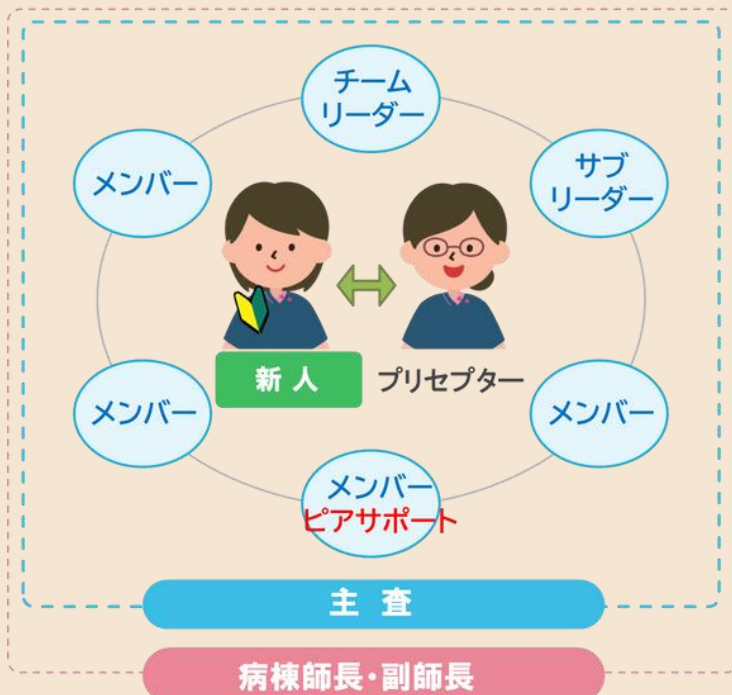 チーム
リーダー
メンバー
サブ
リーダー
新人
プリセプター
メンバー
メンバー
メンバー
ピアサポート
主査
病棟師長・副師長